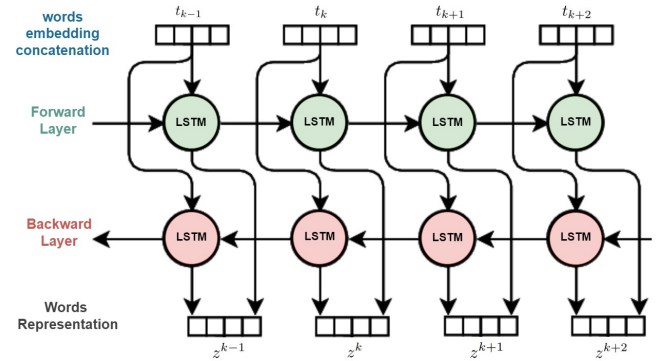 words
embedding
concatenation
t_{k-1} t_k t_{k+1} t_{k+2}
Forward
Layer
LSTM LSTM LSTM LSTM
Backward
Layer
LSTM LSTM LSTM LSTM
Words
Representation
z^{k-1} z^k z^{k+1} z^{k+2}